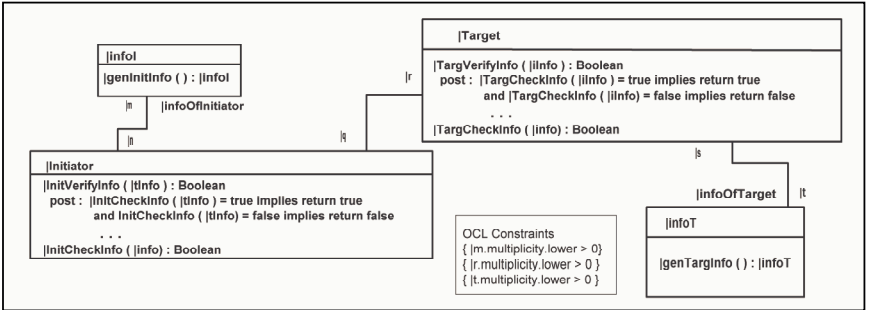 |infoI
|genInitInfo ( ) : |infoI
|m
|infoOfInitiator
|n
|q
|r
|Target
|TargVerifyInfo ( |iInfo ) : Boolean
post : |TargCheckInfo ( |iInfo ) = true implies return true
and |TargCheckInfo ( |iInfo) = false implies return false
. . .
|TargCheckInfo ( |info) : Boolean
|Initiator
|InitVerifyInfo ( |tInfo ) : Boolean
post : |InitCheckInfo ( |tInfo ) = true implies return true
and InitCheckInfo ( |tInfo) = false implies return false
. . .
|InitCheckInfo ( |info) : Boolean
|s
|infoOfTarget
|t
|infoT
|genTargInfo ( ) : |infoT
OCL Constraints
{ |m.multiplicity.lower > 0}
{ |r.multiplicity.lower > 0 }
{ |t.multiplicity.lower > 0 }